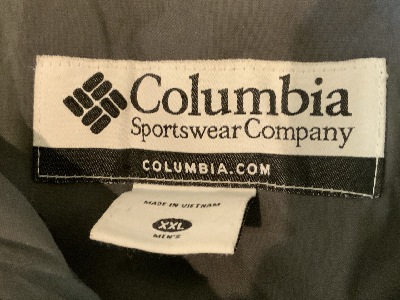 Columbia
Sportswear Company
COLUMBIA.COM
MADE IN VIETNAM
XXL
MEN'S